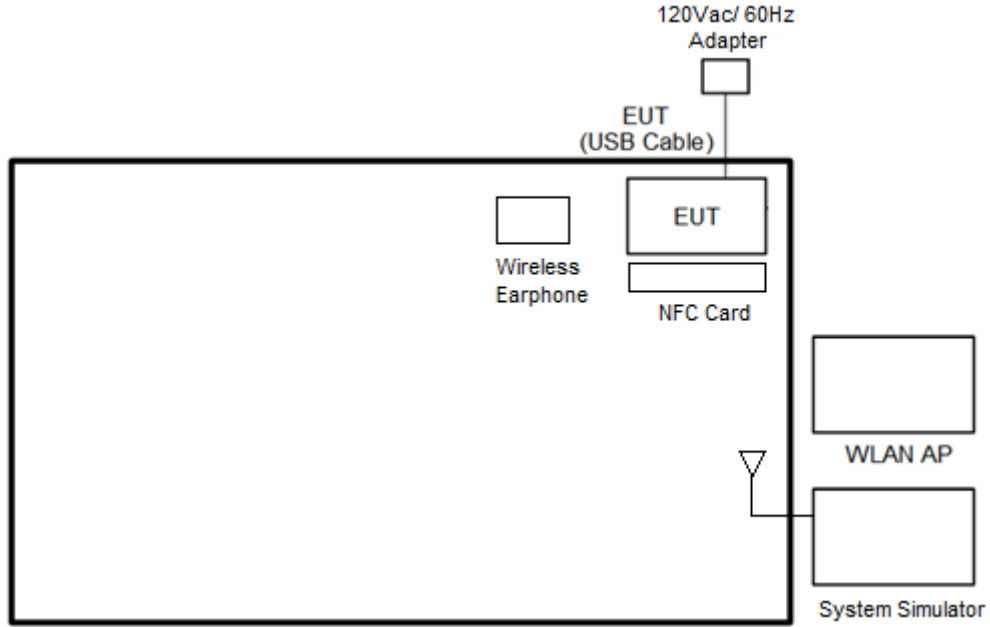 120Vac/ 60Hz
Adapter
EUT
(USB Cable)
EUT
Wireless
Earphone
NFC Card
WLAN AP
System Simulator